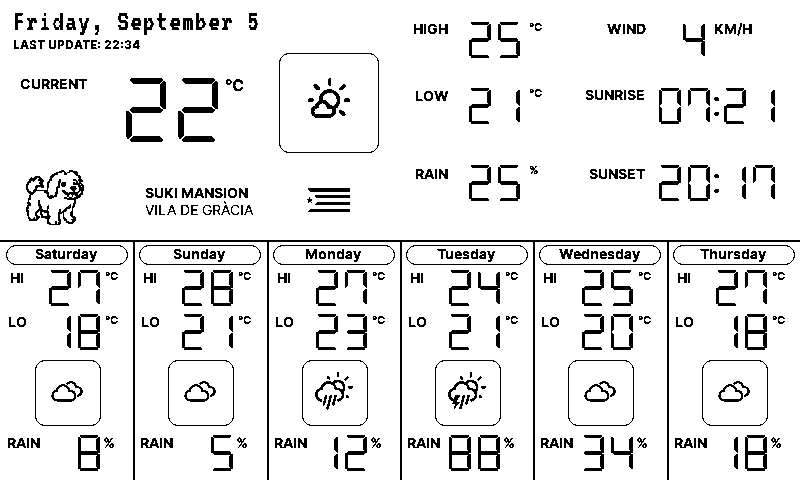 Friday, September 5
LAST UPDATE: 22:34
CURRENT 22 °C
HIGH 25 °C
WIND 4 KM/H
LOW 21 °C
SUNRISE 07:21
RAIN 25 %
SUNSET 20:17
SUKI MANSION
VILA DE GRÀCIA
Saturday
HI 27 °C
LO 18 °C
RAIN 8 %
Sunday
HI 28 °C
LO 21 °C
RAIN 5 %
Monday
HI 27 °C
LO 23 °C
RAIN 12 %
Tuesday
HI 24 °C
LO 21 °C
RAIN 88 %
Wednesday
HI 25 °C
LO 20 °C
RAIN 34 %
Thursday
HI 27 °C
LO 18 °C
RAIN 18 %